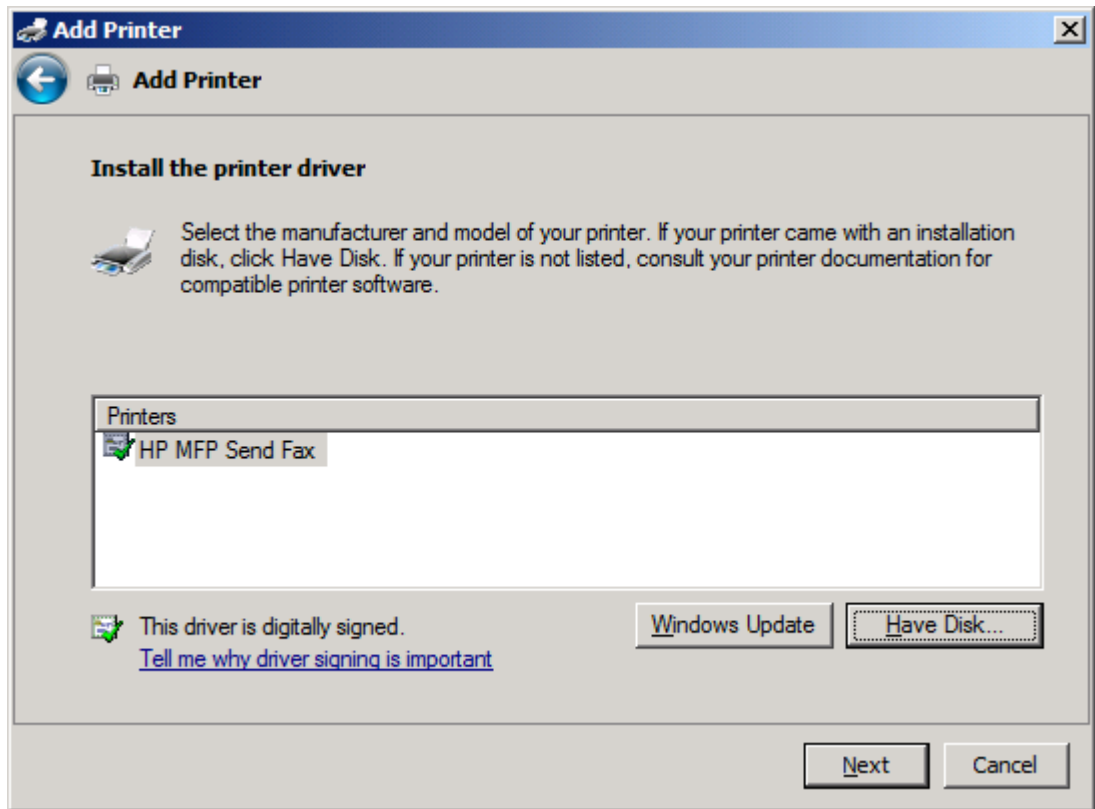 Add Printer
Add Printer
Install the printer driver
Select the manufacturer and model of your printer. If your printer came with an installation
disk, click Have Disk. If your printer is not listed, consult your printer documentation for
compatible printer software.
Printers
HP MFP Send Fax
This driver is digitally signed.
Tell me why driver signing is important
Windows Update
Have Disk...
Next
Cancel